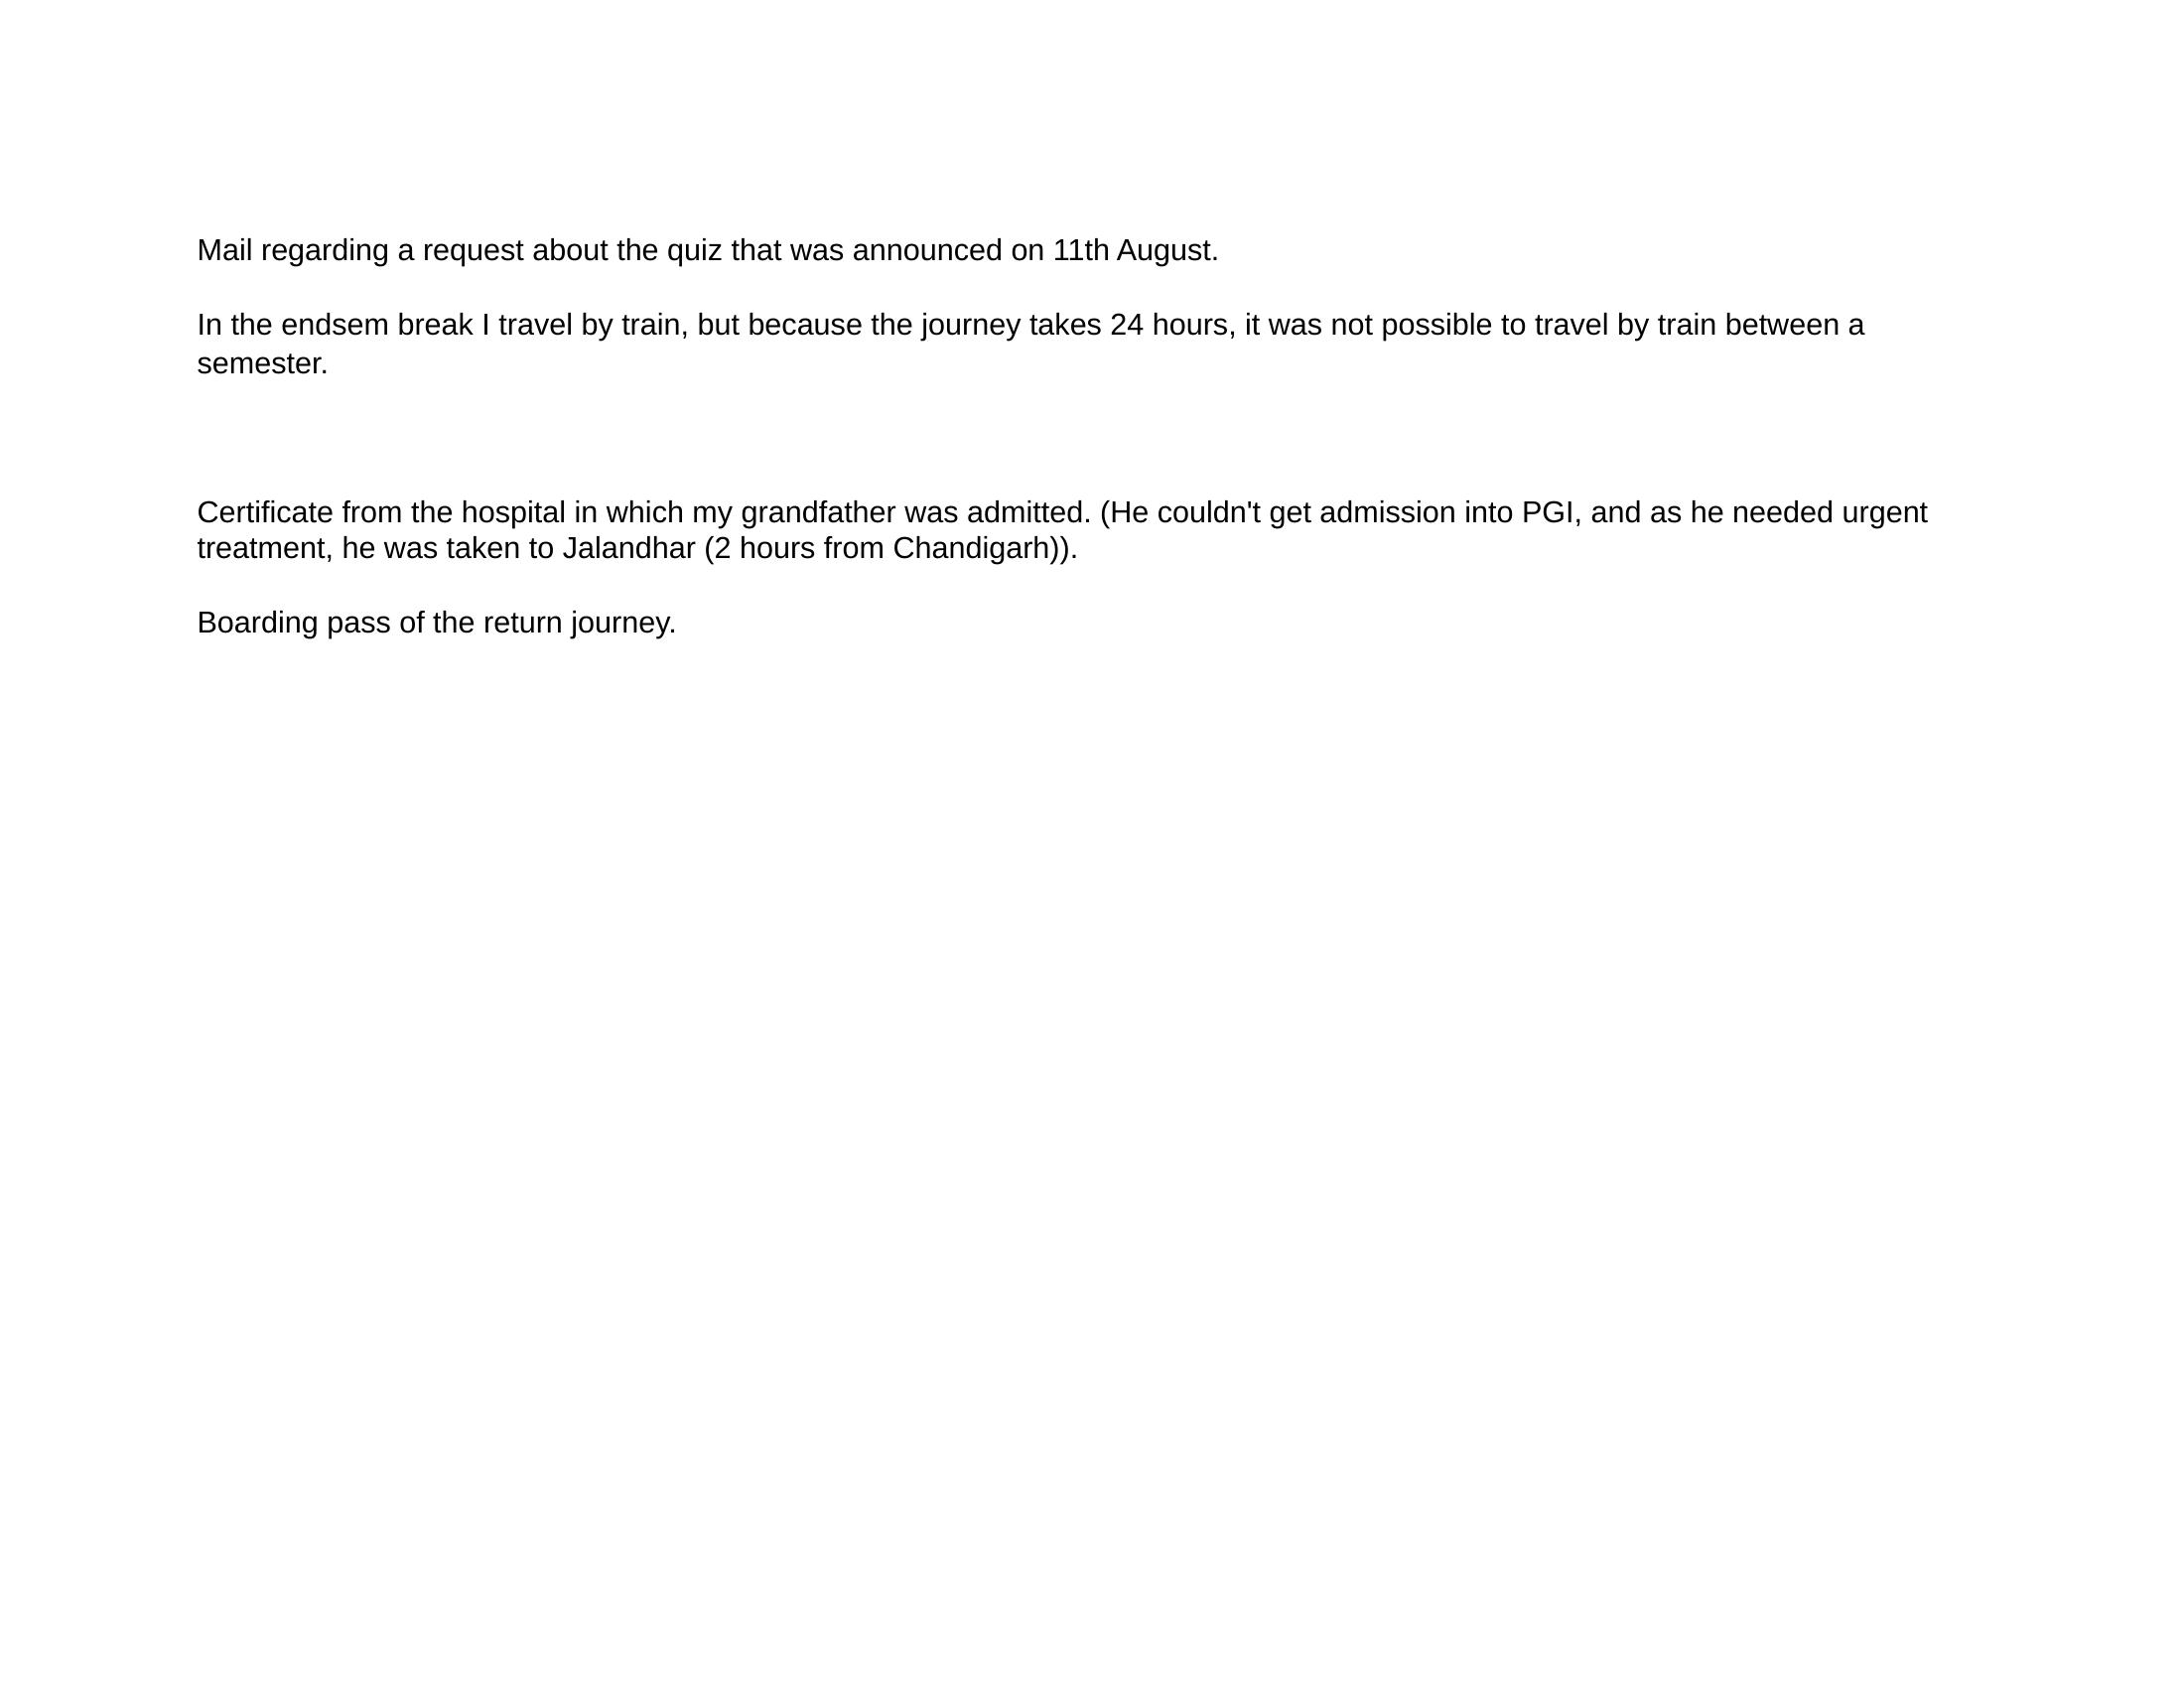 Mail regarding a request about the quiz that was announced on 11th August.
In the endsem break I travel by train, but because the journey takes 24 hours, it was not possible to travel by train between a
semester.
Certificate from the hospital in which my grandfather was admitted. (He couldn't get admission into PGI, and as he needed urgent
treatment, he was taken to Jalandhar (2 hours from Chandigarh)).
Boarding pass of the return journey.